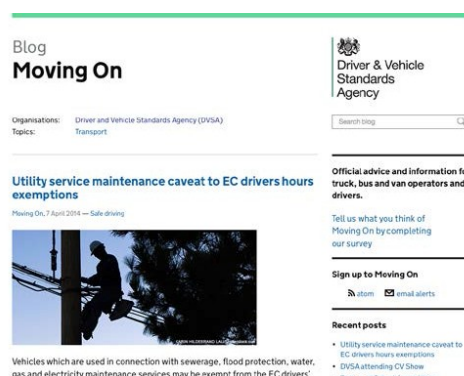 Blog
Moving On
Organisations: Driver and Vehicle Standards Agency (DVSA)
Topics: Transport
Utility service maintenance caveat to EC drivers hours
exemptions
Moving On, 7 April 2014 — Safe driving
Vehicles which are used in connection with sewerage, flood protection, water,
gas and electricity maintenance services may be exempt from the EC drivers'
Driver & Vehicle
Standards
Agency
Search blog
Official advice and information fo
truck, bus and van operators and
drivers.
Tell us what you think of
Moving On by completing
our survey
Sign up to Moving On
atom email alerts
Recent posts
• Utility service maintenance caveat to
EC drivers hours exemptions
• DVSA attending CV Show